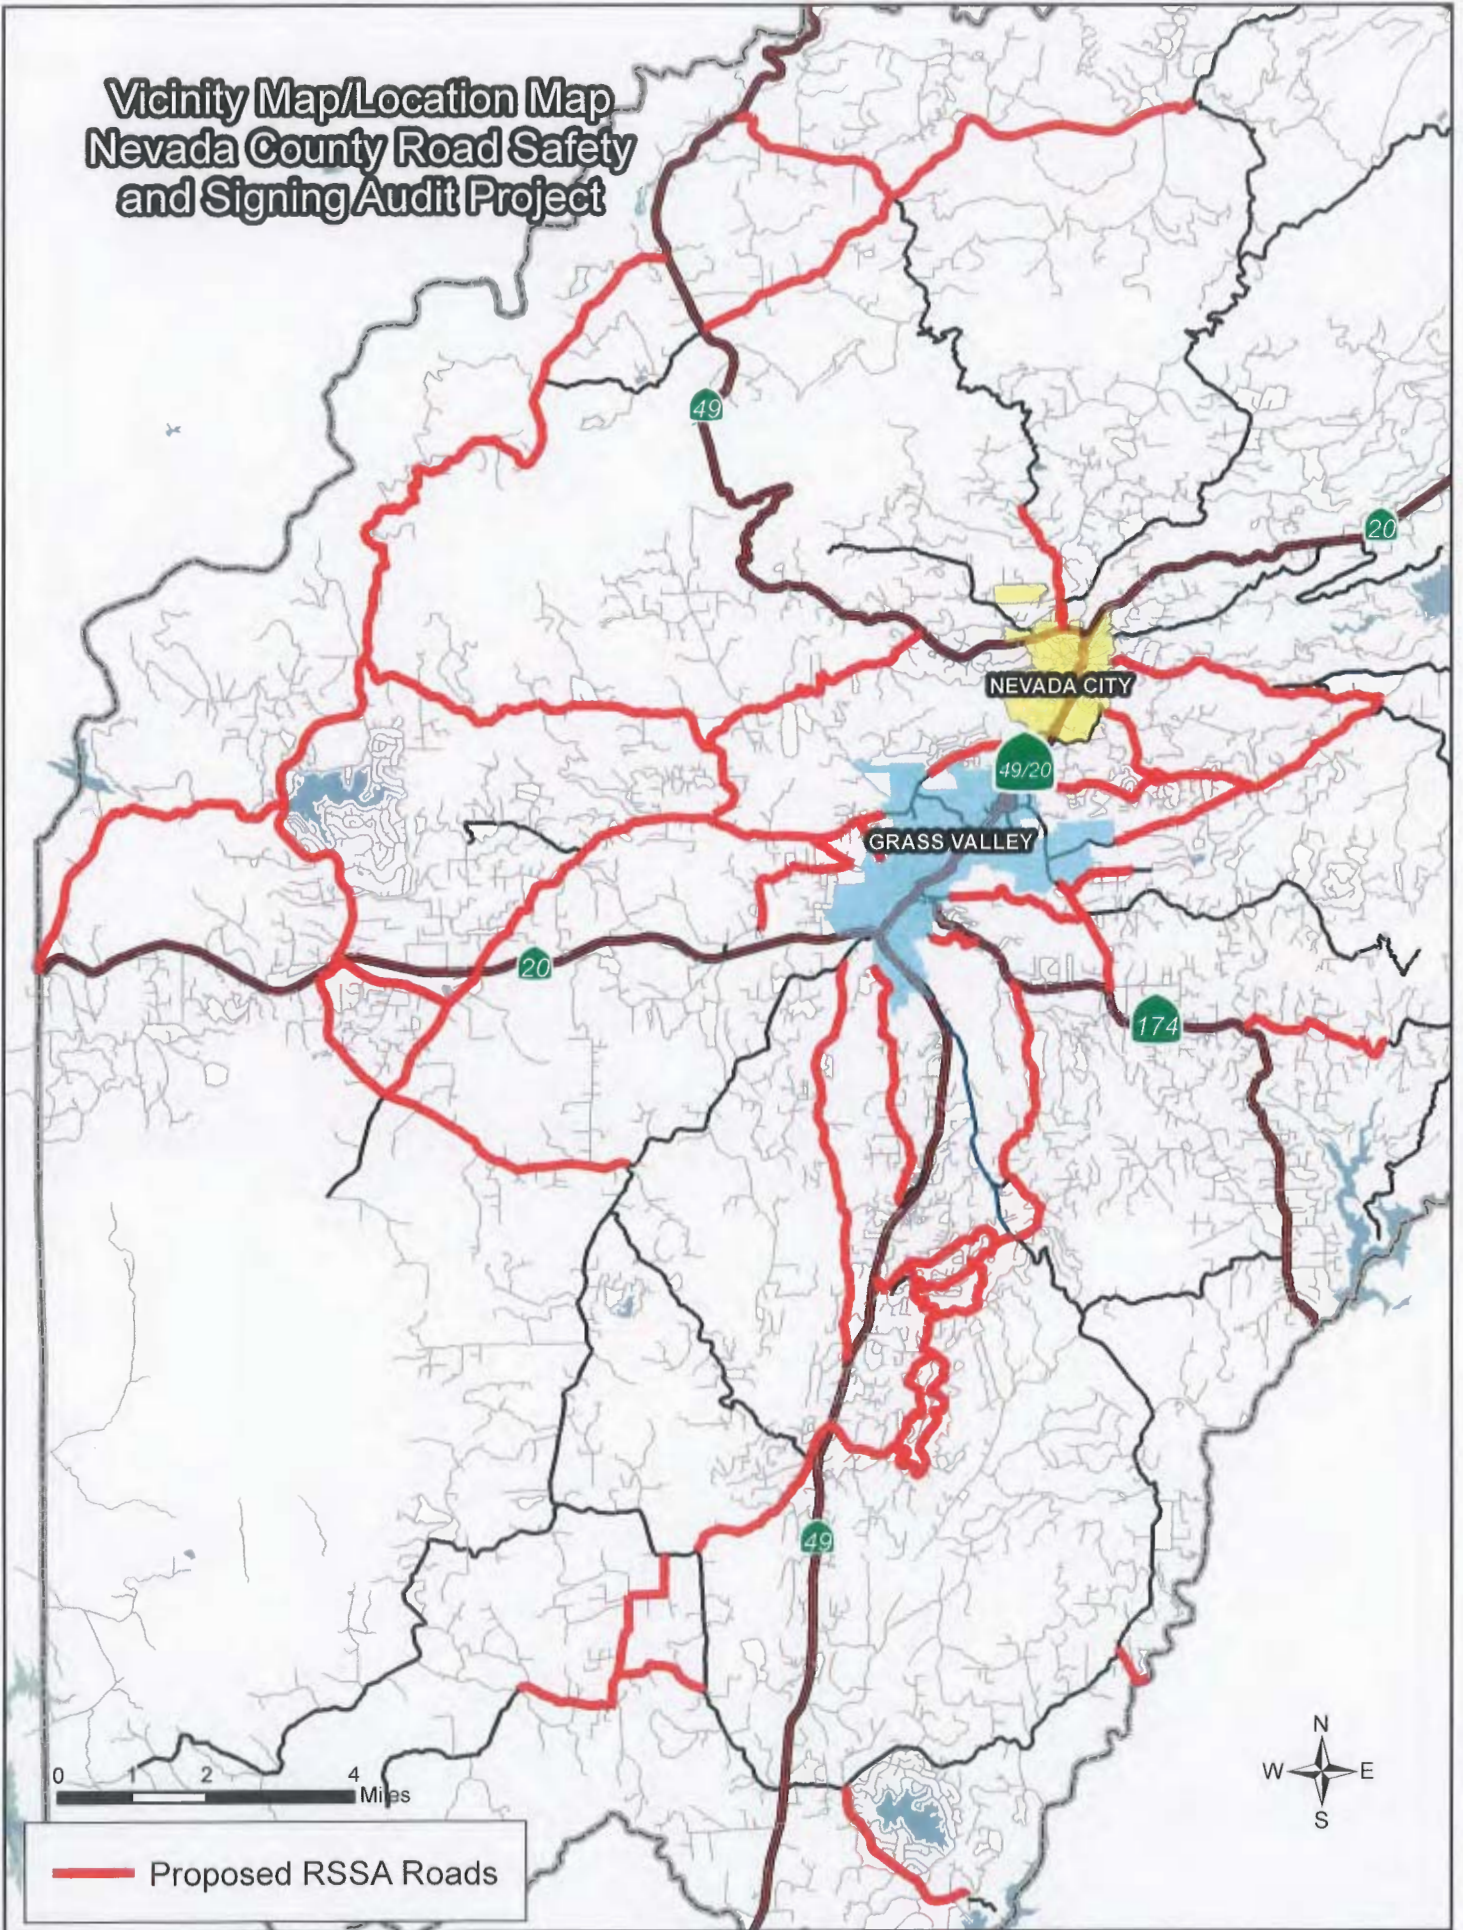 Vicinity Map/Location Map
Nevada County Road Safety
and Signing Audit Project
49
20
NEVADA CITY
49/20
GRASS VALLEY
20
174
49
N
W E
S
0 1 2 4
Miles
Proposed RSSA Roads